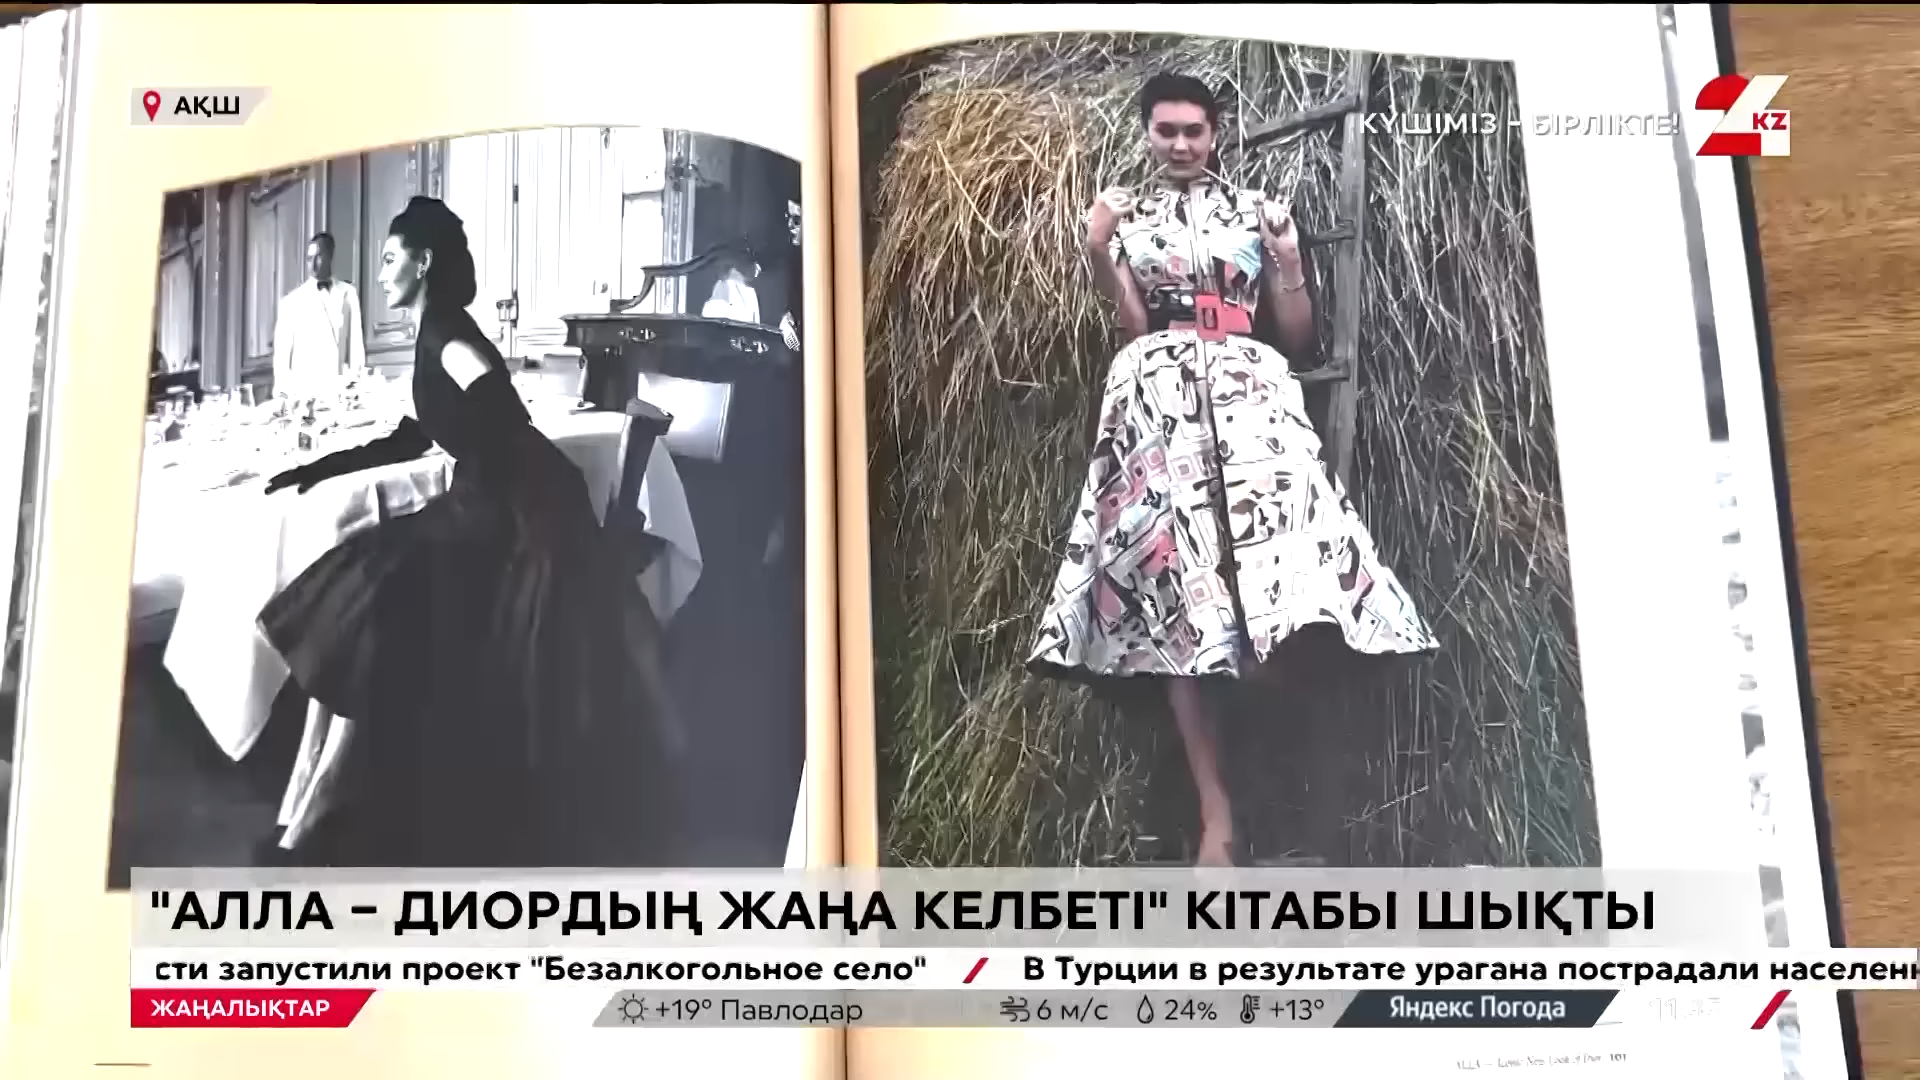 АҚШ
КҮШІМІЗ – БІРЛІКТЕ!
24 KZ
"АЛЛА – ДИОРДЫҢ ЖАҢА КЕЛБЕТІ" КІТАБЫ ШЫҚТЫ
сти запустили проект "Безалкогольное село" / В Турции в результате урагана пострадали населен
ЖАҢАЛЫҚТАР
+19° Павлодар 6 м/с 24% +13° Яндекс Погода